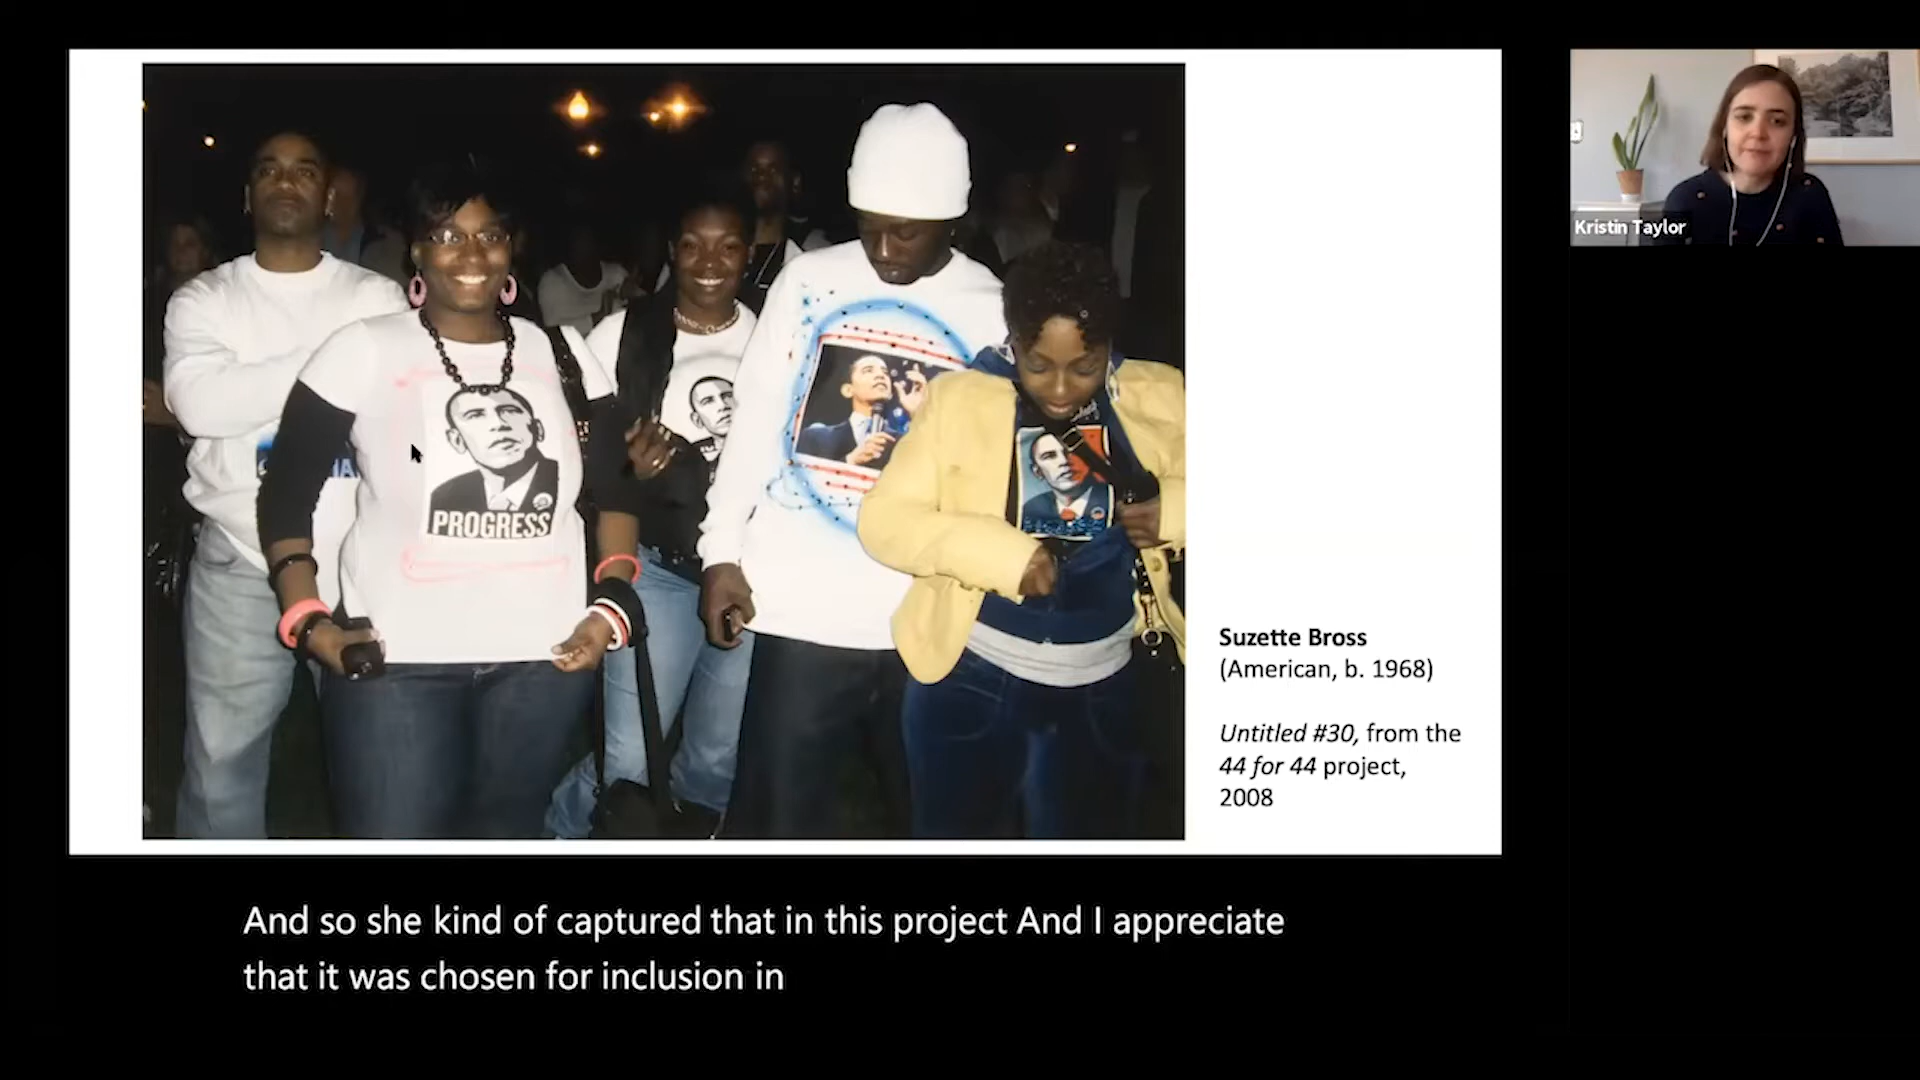 PROGRESS
Kristin Taylor
Suzette Bross
(American, b. 1968)
Untitled #30, from the
44 for 44 project,
2008
And so she kind of captured that in this project And I appreciate
that it was chosen for inclusion in